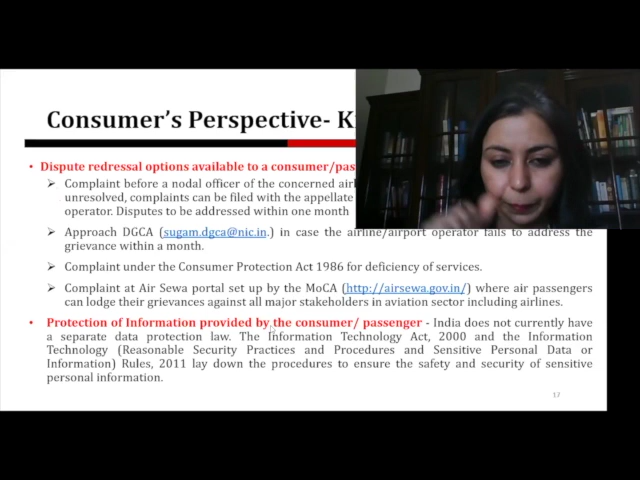 Consumer's Perspective- K
• Dispute redressal options available to a consumer/pas
➢ Complaint before a nodal officer of the concerned airl
unresolved, complaints can be filed with the appellate
operator. Disputes to be addressed within one month
➢ Approach DGCA (sugam.dgca@nic.in.) in case the airline/airport operator fails to address the
grievance within a month.
➢ Complaint under the Consumer Protection Act 1986 for deficiency of services.
➢ Complaint at Air Sewa portal set up by the MoCA (http://airsewa.gov.in/) where air passengers
can lodge their grievances against all major stakeholders in aviation sector including airlines.
• Protection of Information provided by the consumer/ passenger - India does not currently have
a separate data protection law. The Information Technology Act, 2000 and the Information
Technology (Reasonable Security Practices and Procedures and Sensitive Personal Data or
Information) Rules, 2011 lay down the procedures to ensure the safety and security of sensitive
personal information.
17